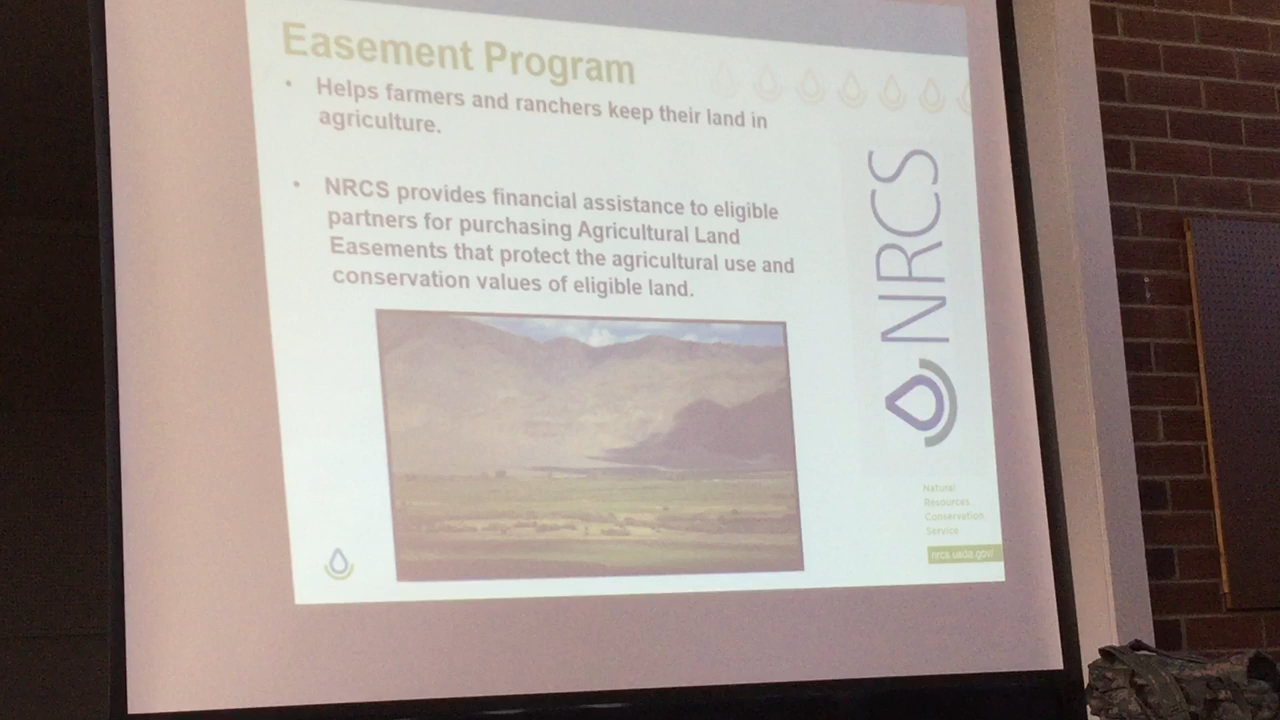 Easement Program
• Helps farmers and ranchers keep their land in
agriculture.
• NRCS provides financial assistance to eligible
partners for purchasing Agricultural Land
Easements that protect the agricultural use and
conservation values of eligible land.
NRCS
Natural
Resources
Conservation
Service
nrcs.usda.gov/